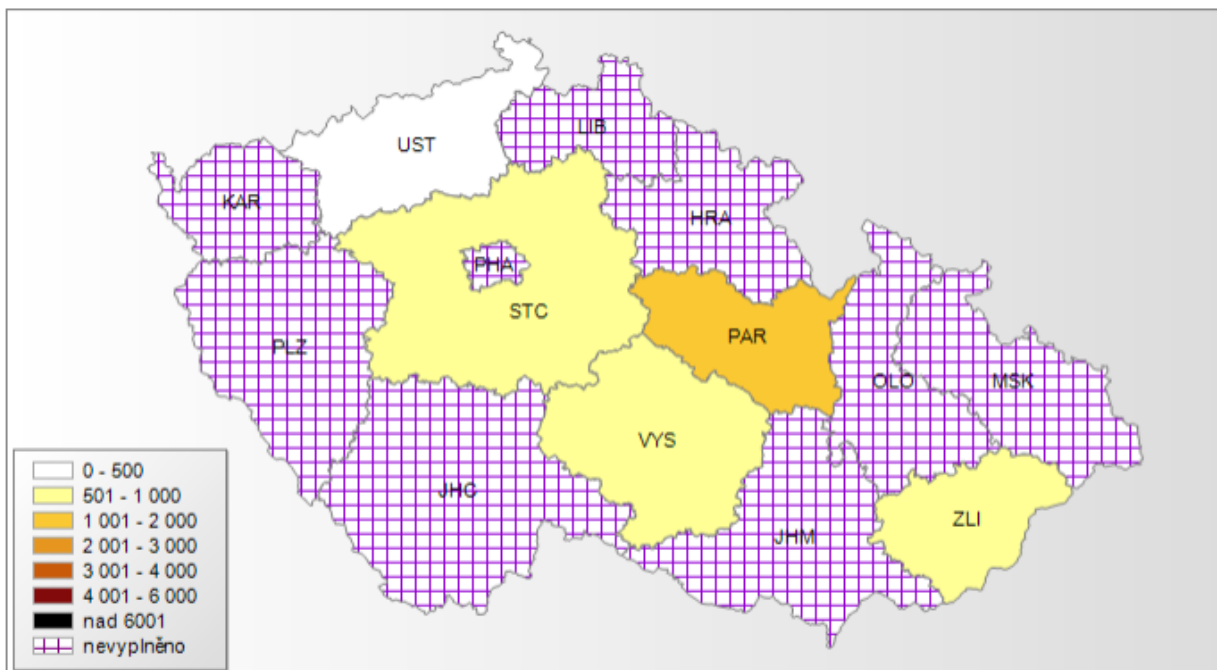 UST
LIB
KAR
HRA
PHA
STC
PAR
PLZ
OLO
MSK
VYS
JHC
ZLI
JHM
0 - 500
501 - 1 000
1 001 - 2 000
2 001 - 3 000
3 001 - 4 000
4 001 - 6 000
nad 6001
nevyplněno